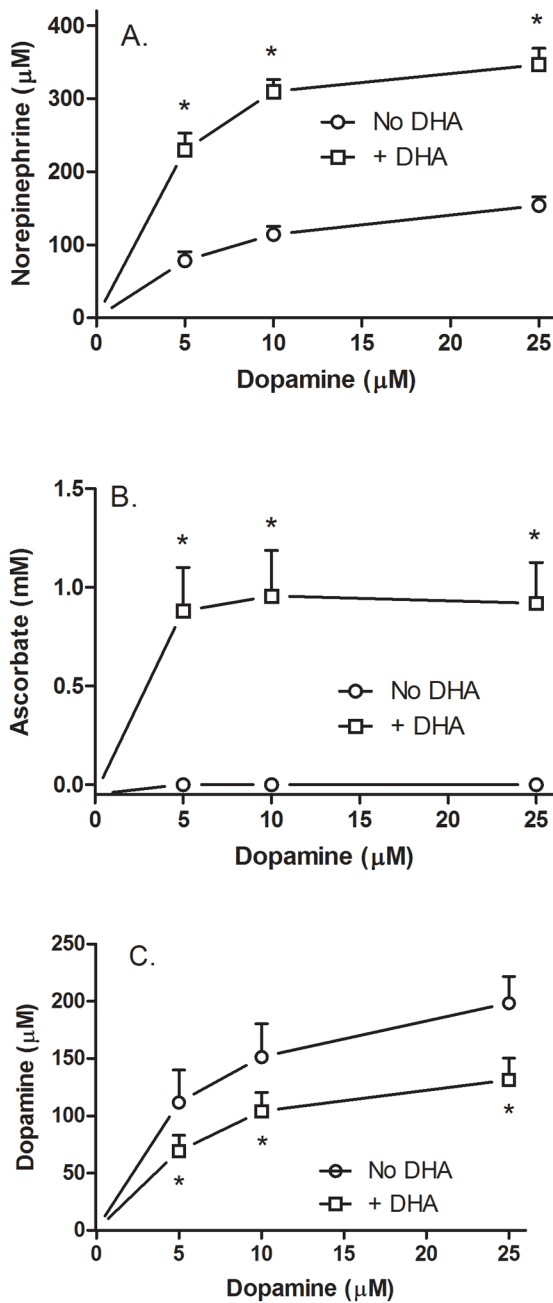 A.
Norepinephrine (µM)
400
300
200
100
0
* * *
No DHA
+ DHA
0 5 10 15 20 25
Dopamine (µM)
B.
Ascorbate (mM)
1.5
1.0
0.5
0.0
* * *
No DHA
+ DHA
0 5 10 15 20 25
Dopamine (µM)
C.
Dopamine (µM)
250
200
150
100
50
0
* * *
No DHA
+ DHA
0 5 10 15 20 25
Dopamine (µM)